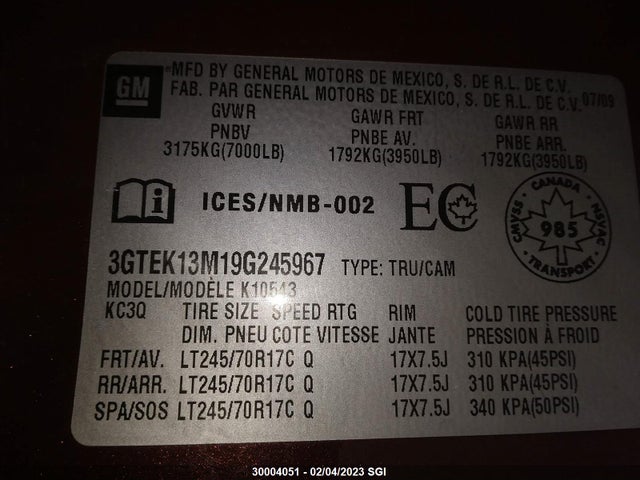 GM
MFD BY GENERAL MOTORS DE MEXICO, S. DE R.L. DE C.V.
FAB. PAR GENERAL MOTORS DE MEXICO, S. DE R.L. DE C.V. 07/09
GVWR GAWR FRT GAWR RR
PNBV PNBE AV. PNBE ARR.
3175KG(7000LB) 1792KG(3950LB) 1792KG(3950LB)
i ICES/NMB-002 EC
CANADA
CMVSS NSVAC
985
TRANSPORT
3GTEK13M19G245967 TYPE: TRU/CAM
MODEL/MODÈLE K10543
KC3Q TIRE SIZE SPEED RTG RIM COLD TIRE PRESSURE
DIM. PNEU COTE VITESSE JANTE PRESSION À FROID
FRT/AV. LT245/70R17C Q 17X7.5J 310 KPA(45PSI)
RR/ARR. LT245/70R17C Q 17X7.5J 310 KPA(45PSI)
SPA/SOS LT245/70R17C Q 17X7.5J 340 KPA(50PSI)
30004051 - 02/04/2023 SGI